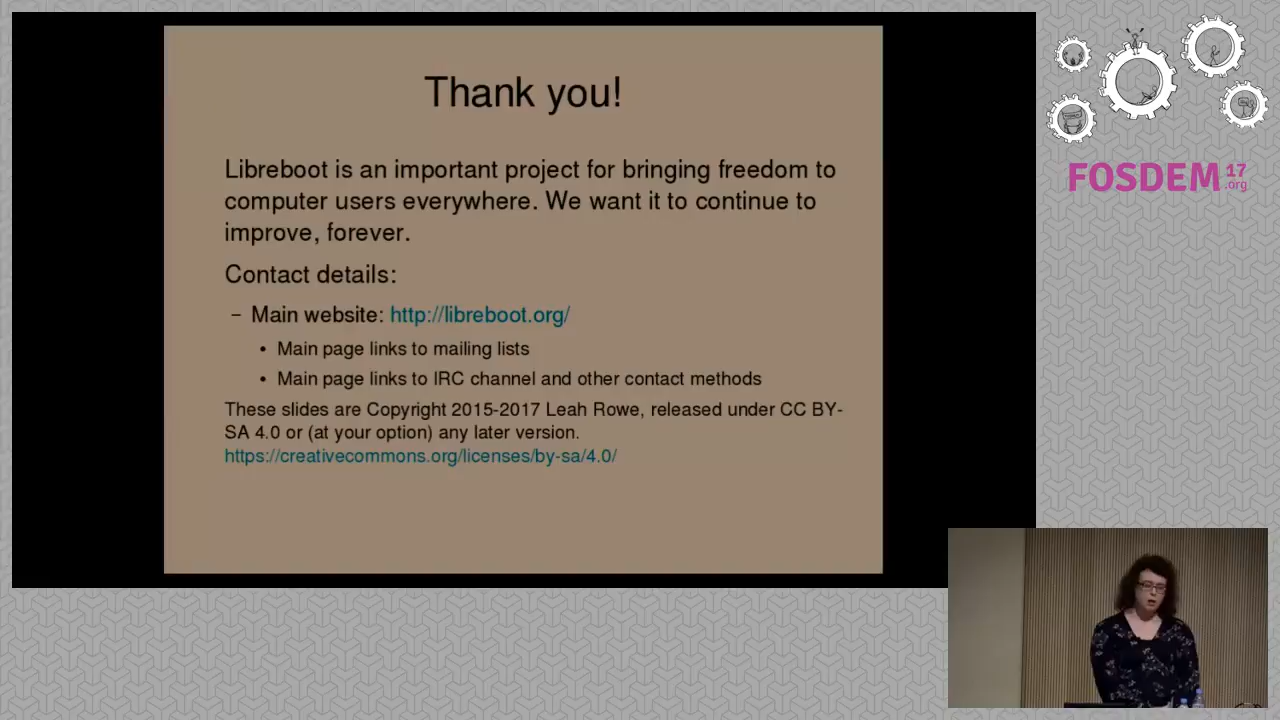 Thank you!
Libreboot is an important project for bringing freedom to
computer users everywhere. We want it to continue to
improve, forever.
Contact details:
– Main website: http://libreboot.org/
• Main page links to mailing lists
• Main page links to IRC channel and other contact methods
These slides are Copyright 2015-2017 Leah Rowe, released under CC BY-
SA 4.0 or (at your option) any later version.
https://creativecommons.org/licenses/by-sa/4.0/
FOSDEM 17
.org